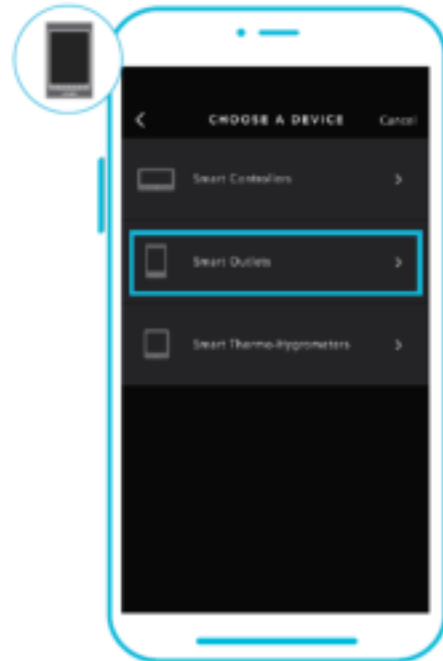 CHOOSE A DEVICE Cancel
Smart Controllers
Smart Outlets
Smart Thermo-Hygrometers